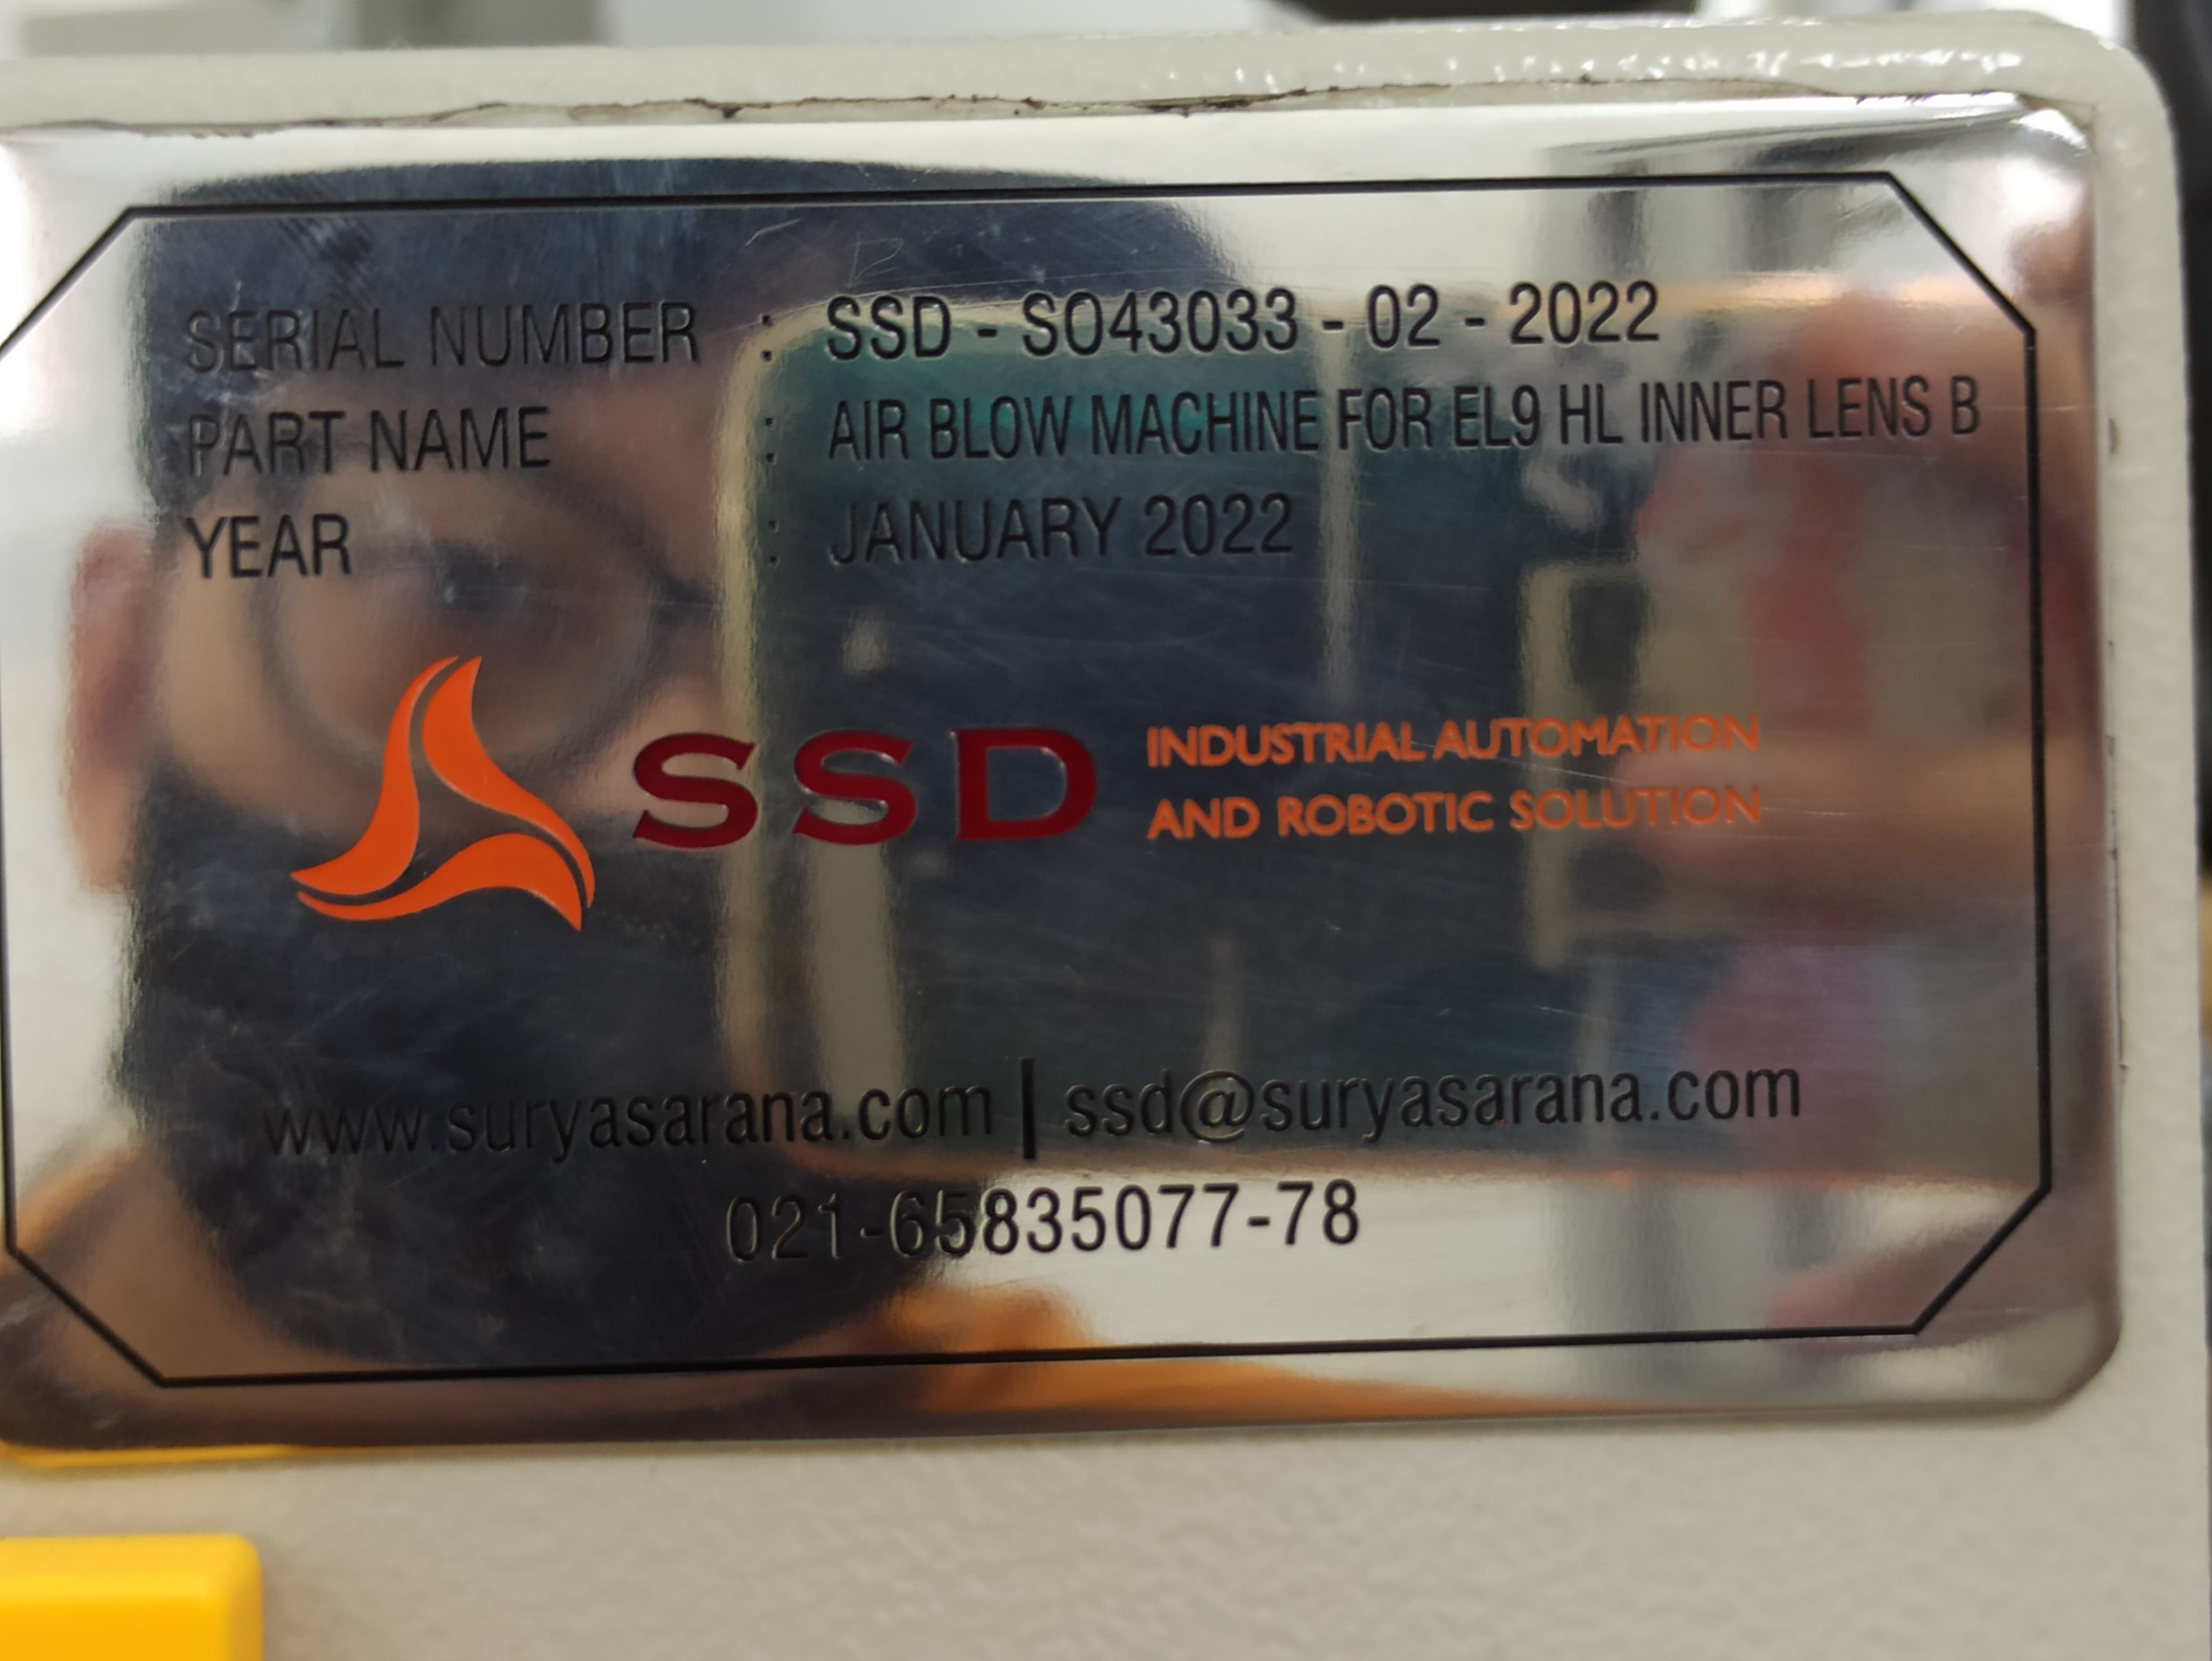 SERIAL NUMBER : SSD - SO43033 - 02 - 2022
PART NAME : AIR BLOW MACHINE FOR EL9 HL INNER LENS B
YEAR : JANUARY 2022
SSD INDUSTRIAL AUTOMATION
AND ROBOTIC SOLUTION
www.suryasarana.com | ssd@suryasarana.com
021-65835077-78